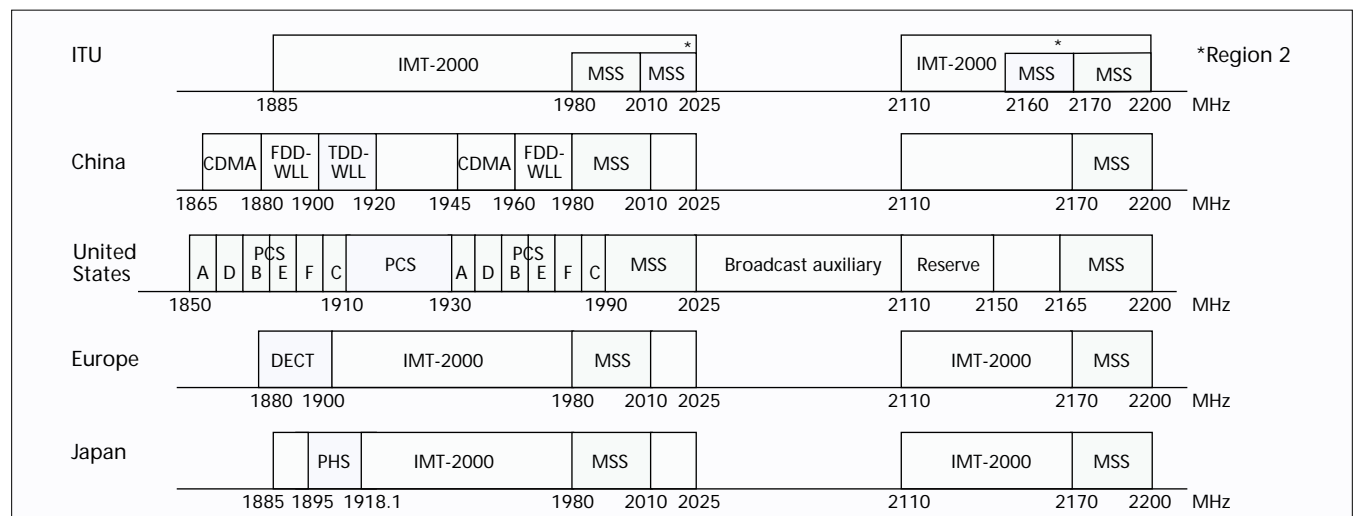 ITU
IMT-2000
*
MSS
MSS
IMT-2000
*
MSS
MSS
*Region 2
1885 1980 2010 2025 2110 2160 2170 2200 MHz
China
CDMA
FDD-
WLL
TDD-
WLL
CDMA
FDD-
WLL
MSS
MSS
1865 1880 1900 1920 1945 1960 1980 2010 2025 2110 2170 2200 MHz
United
States
A D B E F C
PCS
PCS
A D B E F C
PCS
MSS
Broadcast auxiliary
Reserve
MSS
1850 1910 1930 1990 2025 2110 2150 2165 2200 MHz
Europe
DECT
IMT-2000
MSS
IMT-2000
MSS
1880 1900 1980 2010 2025 2110 2170 2200 MHz
Japan
PHS
IMT-2000
MSS
IMT-2000
MSS
1885 1895 1918.1 1980 2010 2025 2110 2170 2200 MHz